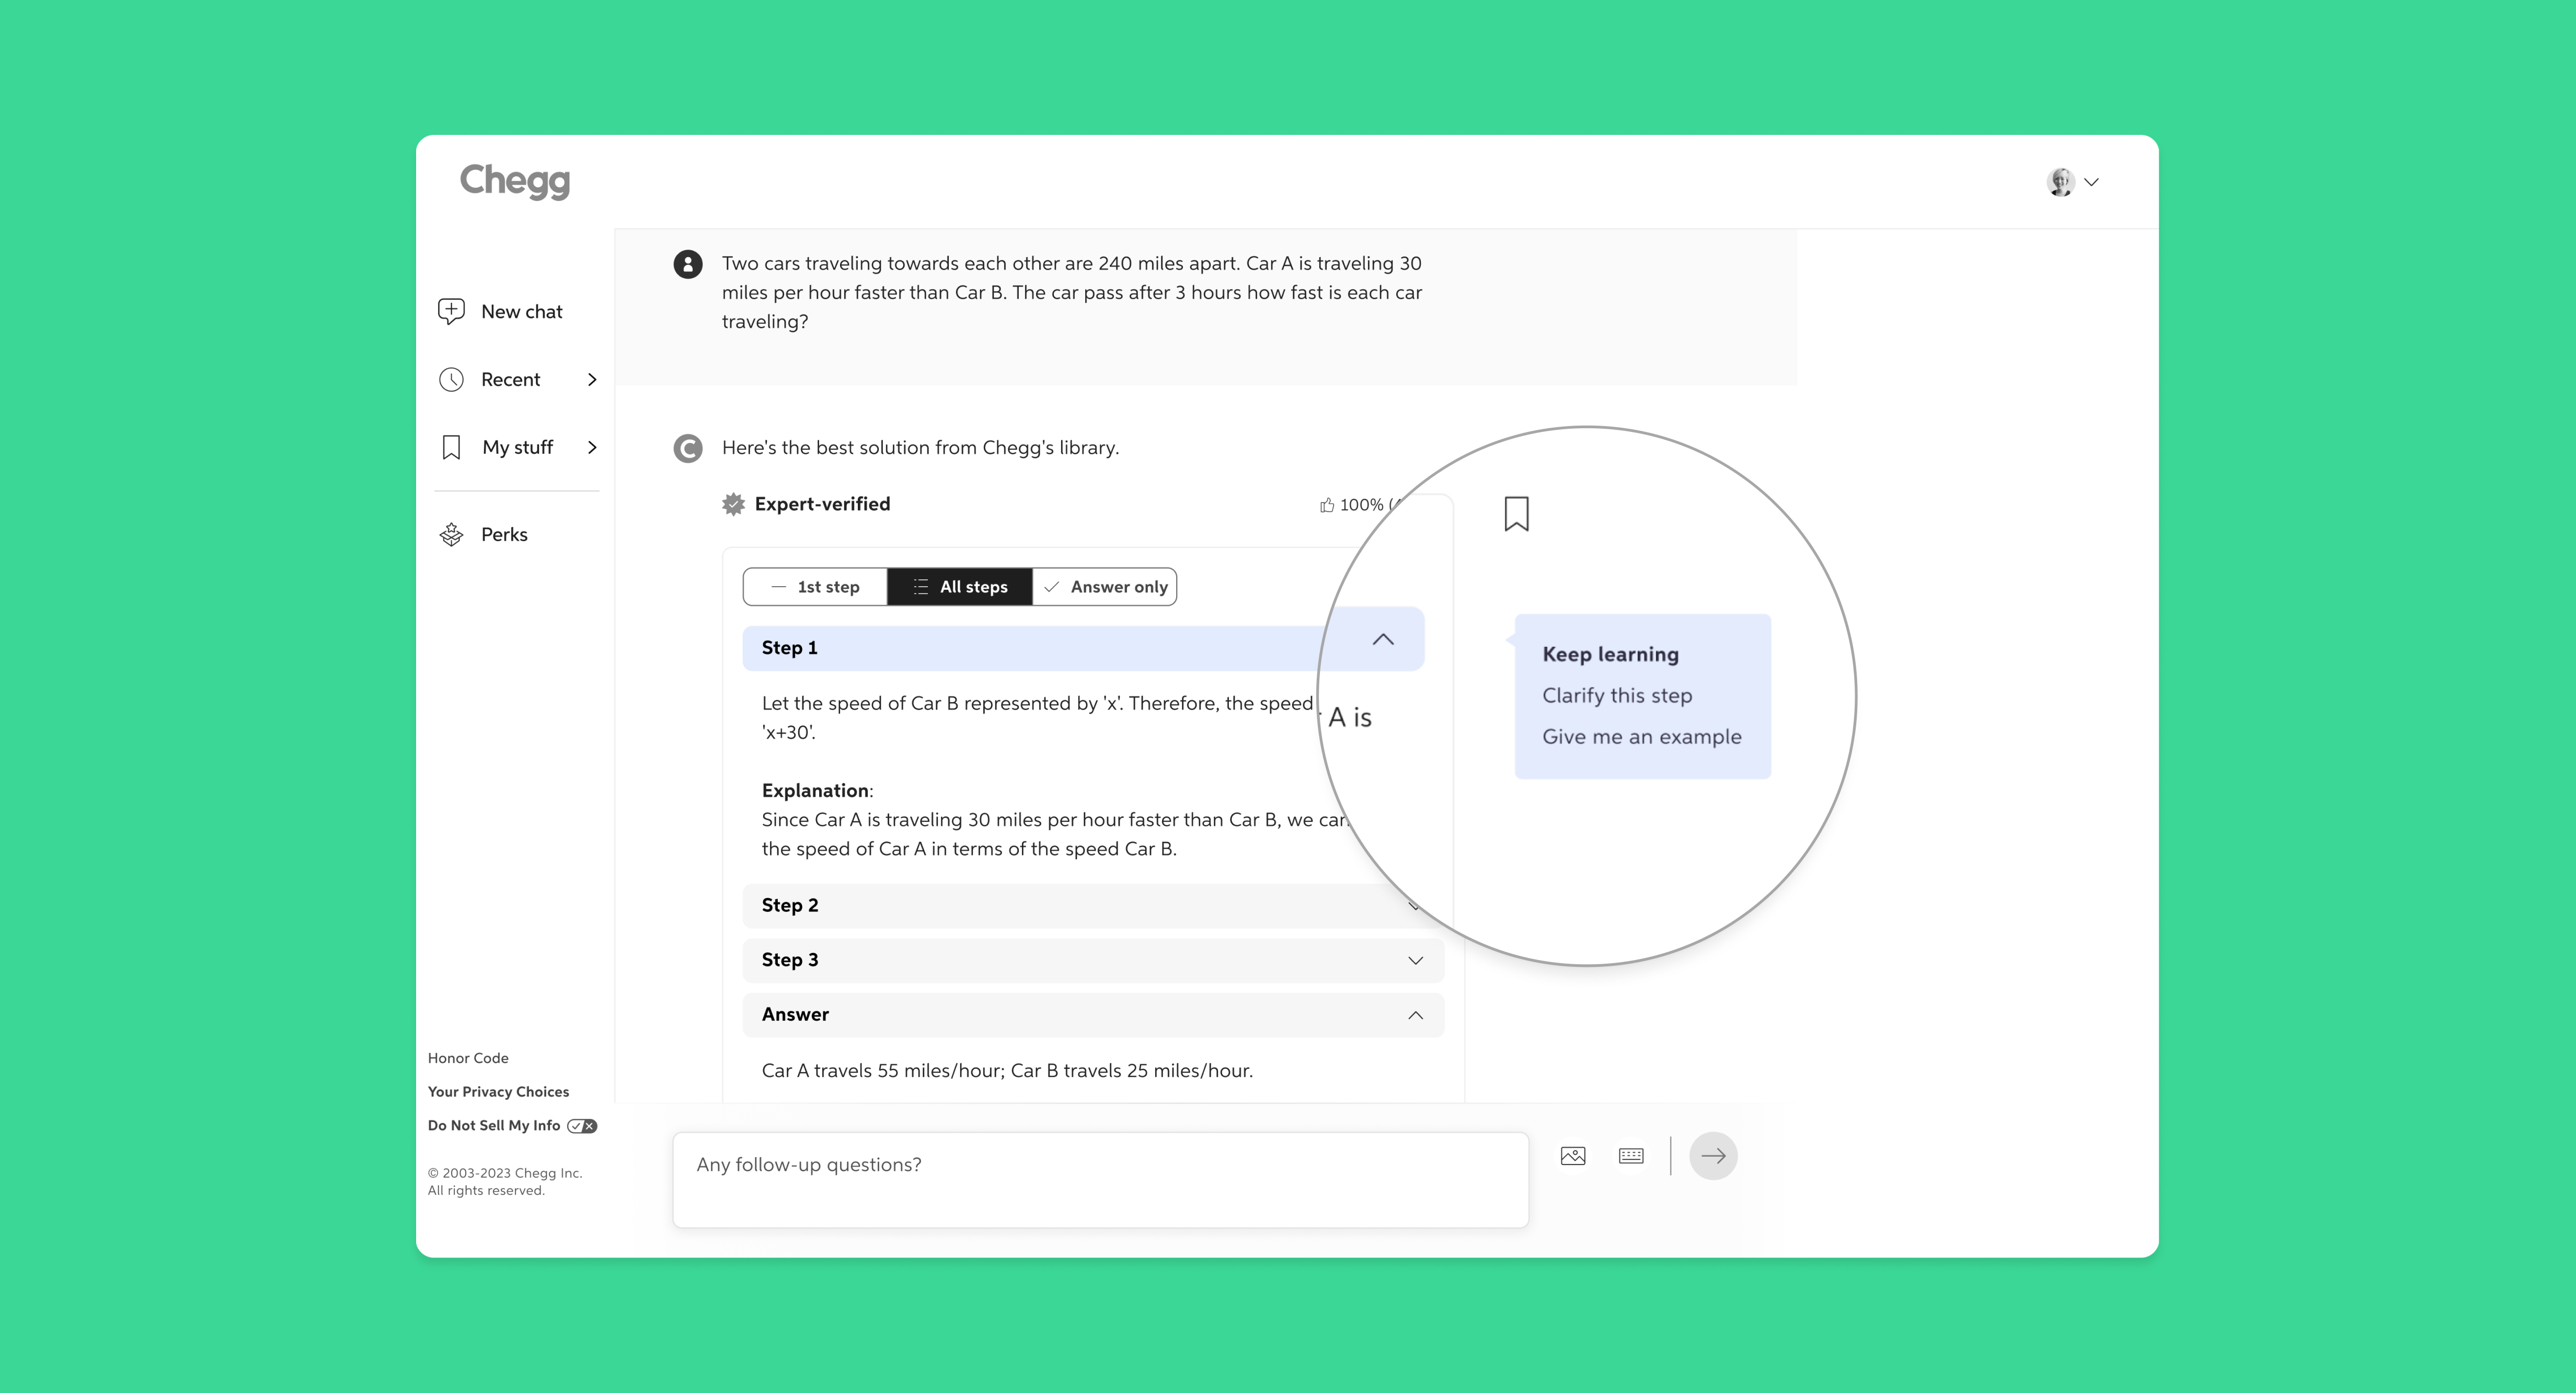 Chegg
New chat
Recent
My stuff
Perks
Honor Code
Your Privacy Choices
Do Not Sell My Info
© 2003-2023 Chegg Inc.
All rights reserved.
Two cars traveling towards each other are 240 miles apart. Car A is traveling 30
miles per hour faster than Car B. The car pass after 3 hours how fast is each car
traveling?
Here's the best solution from Chegg's library.
Expert-verified
100%
1st step
All steps
Answer only
Step 1
Let the speed of Car B represented by 'x'. Therefore, the speed
A is
'x+30'.
Explanation:
Since Car A is traveling 30 miles per hour faster than Car B, we can
the speed of Car A in terms of the speed Car B.
Step 2
Step 3
Answer
Car A travels 55 miles/hour; Car B travels 25 miles/hour.
Keep learning
Clarify this step
Give me an example
Any follow-up questions?